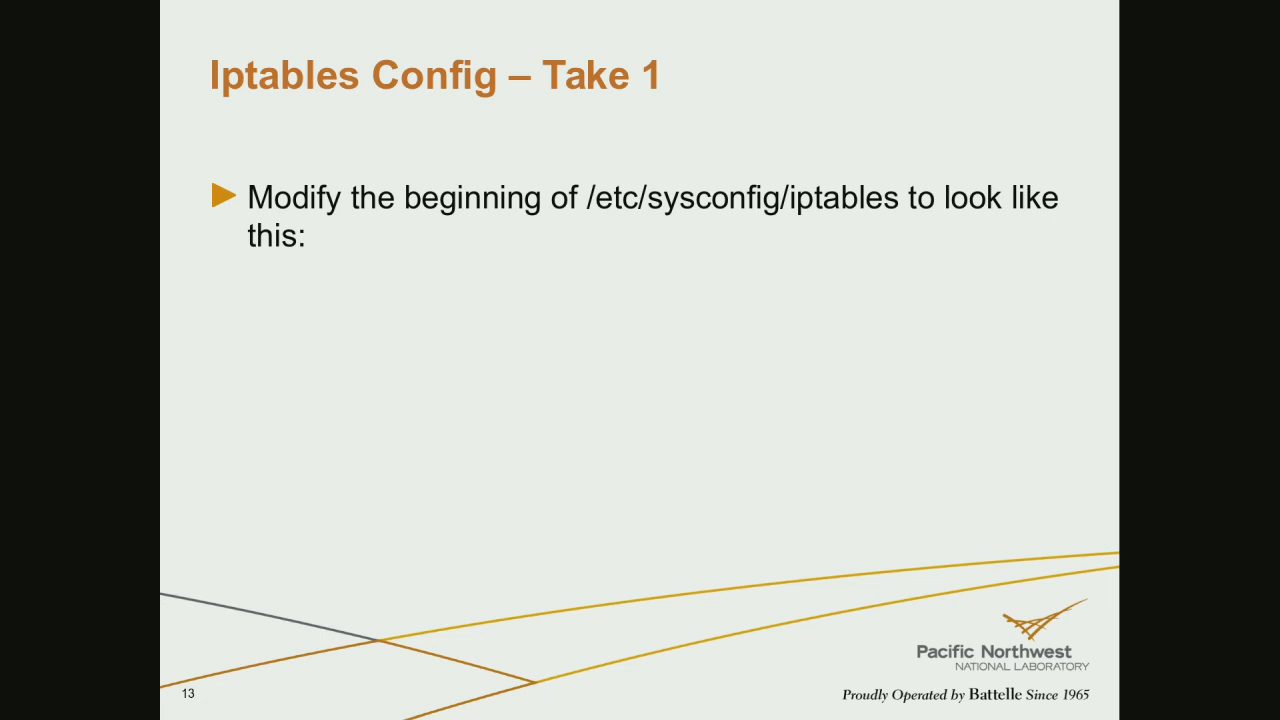 Iptables Config – Take 1
Modify the beginning of /etc/sysconfig/iptables to look like
this:
Pacific Northwest
NATIONAL LABORATORY
13
Proudly Operated by Battelle Since 1965